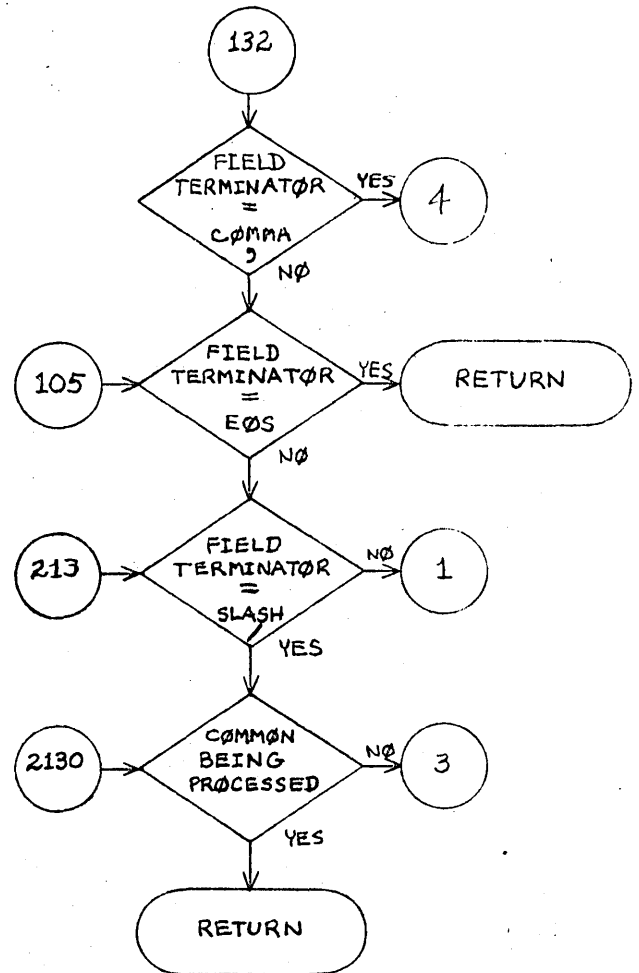 132
FIELD
TERMINATØR
=
CØMMA
,
YES
4
NØ
105
FIELD
TERMINATØR
=
EØS
YES
RETURN
NØ
213
FIELD
TERMINATØR
=
SLASH
/
NØ
1
YES
2130
CØMMØN
BEING
PRØCESSED
NØ
3
YES
RETURN